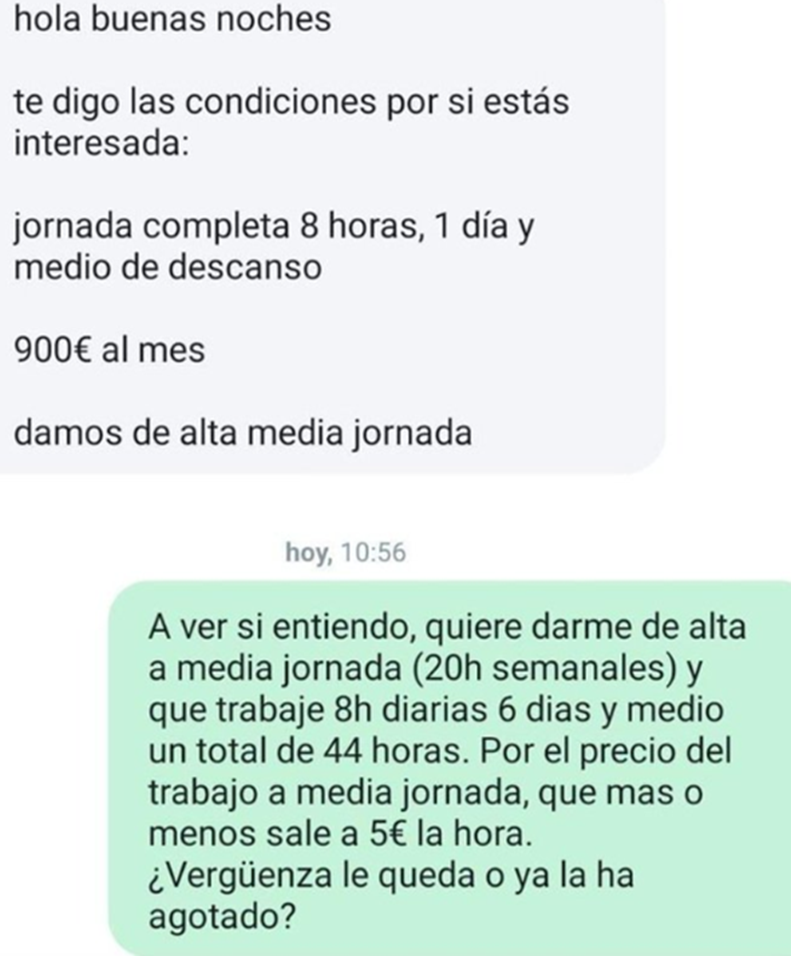 hola buenas noches
te digo las condiciones por si estás
interesada:
jornada completa 8 horas, 1 día y
medio de descanso
900€ al mes
damos de alta media jornada
hoy, 10:56
A ver si entiendo, quiere darme de alta
a media jornada (20h semanales) y
que trabaje 8h diarias 6 dias y medio
un total de 44 horas. Por el precio del
trabajo a media jornada, que mas o
menos sale a 5€ la hora.
¿Vergüenza le queda o ya la ha
agotado?